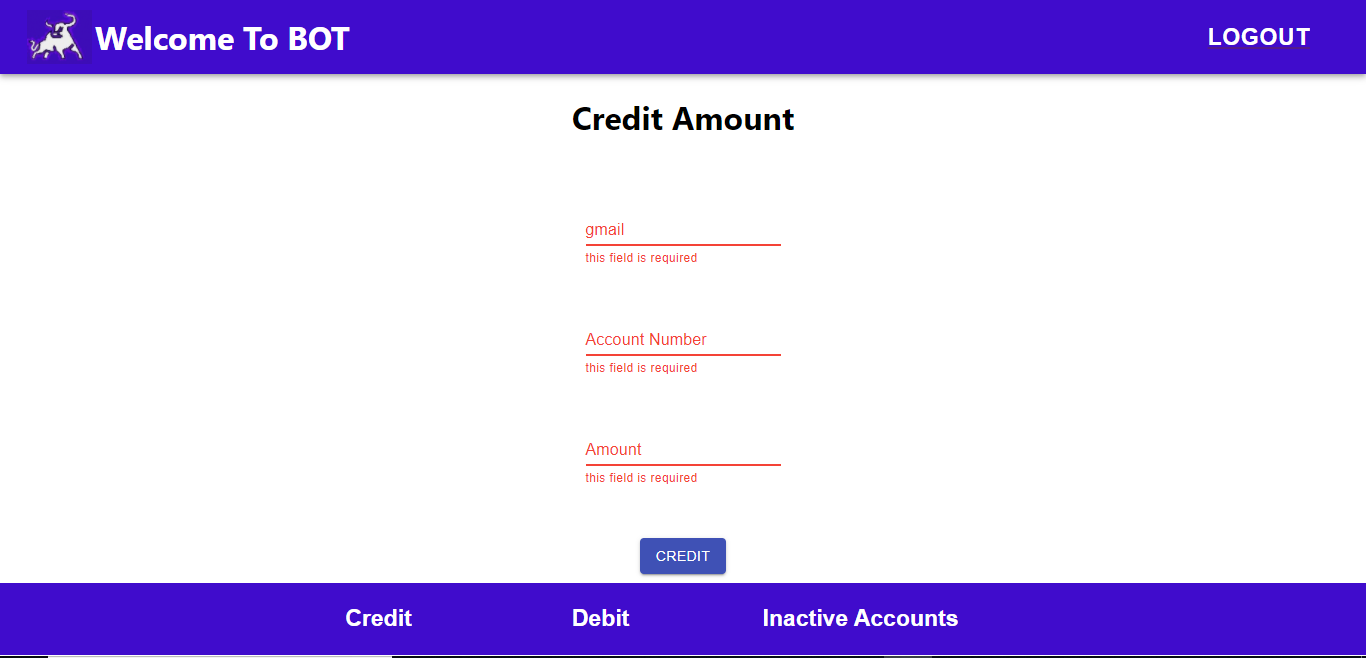 Welcome To BOT
LOGOUT
Credit Amount
gmail
this field is required
Account Number
this field is required
Amount
this field is required
CREDIT
Credit Debit Inactive Accounts